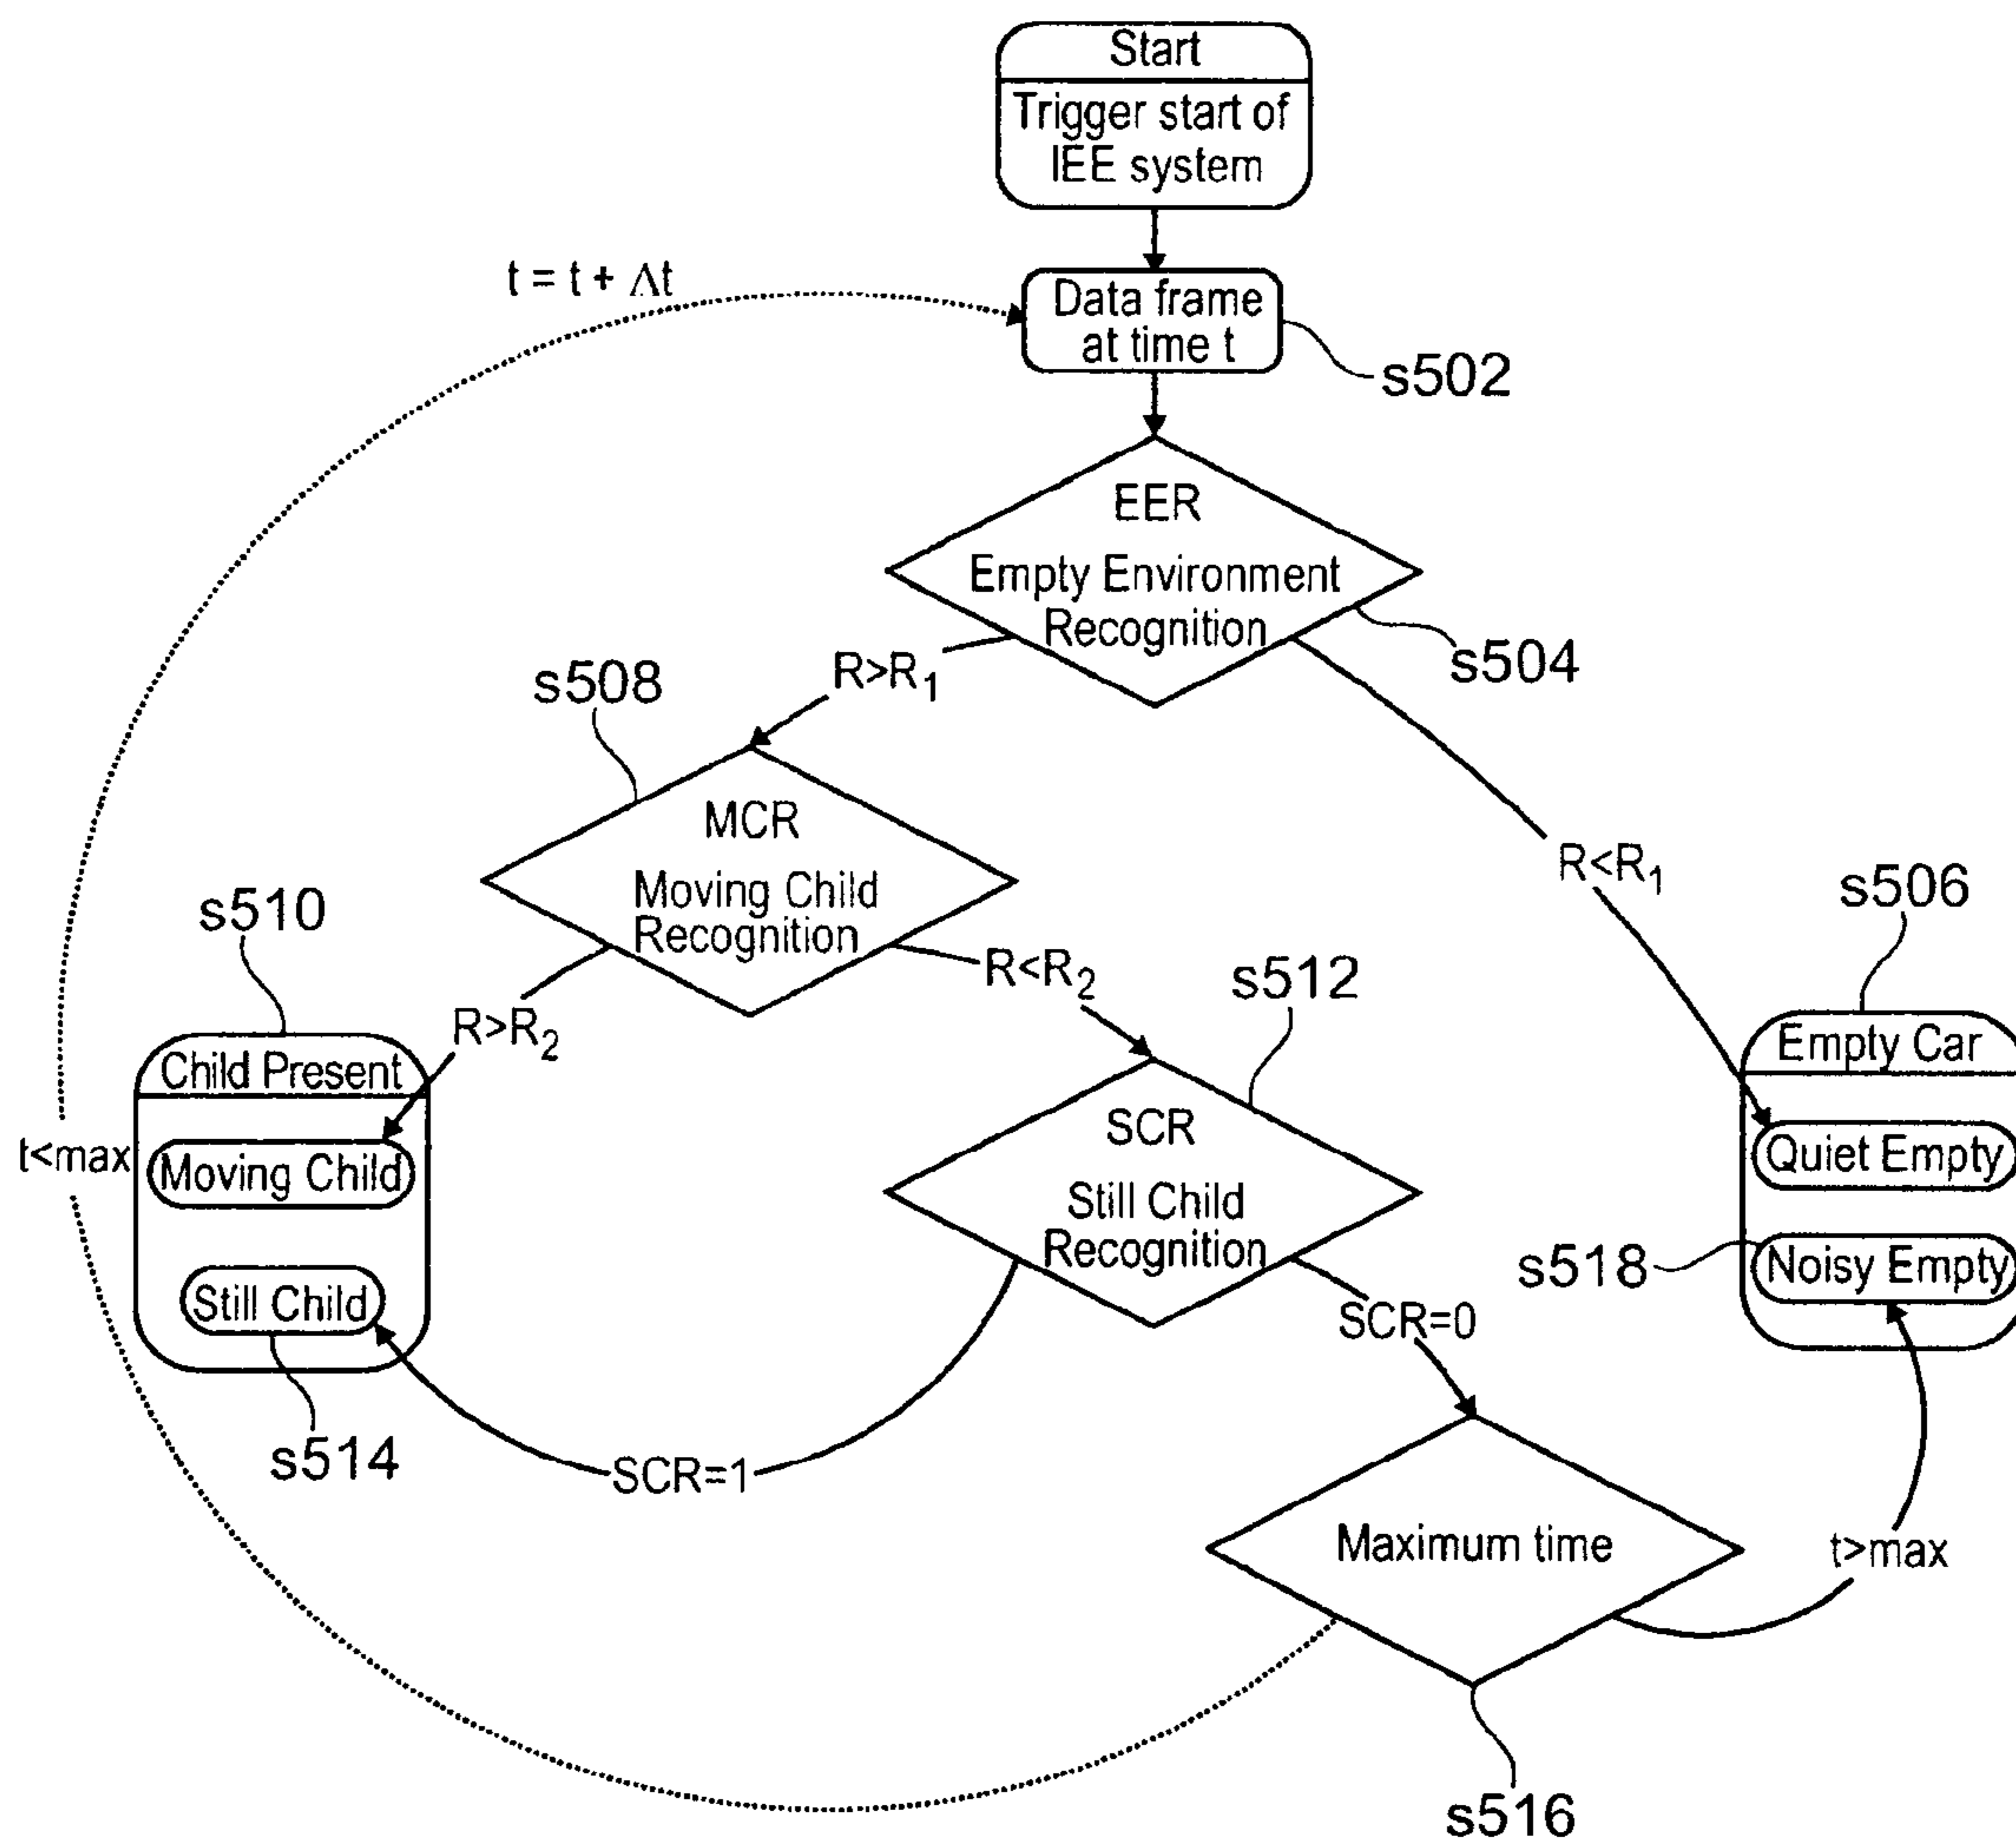 Start
Trigger start of
IEE system
t = t + Δt
Data frame
at time t
s502
EER
Empty Environment
Recognition
s504
R>R₁
s508
MCR
Moving Child
Recognition
R<R₁
s506
s510
R<R₂
s512
R>R₂
Empty Car
Child Present
SCR
Quiet Empty
t<max
Moving Child
Still Child
Recognition
s518
Noisy Empty
Still Child
SCR=0
s514
SCR=1
Maximum time
t>max
s516